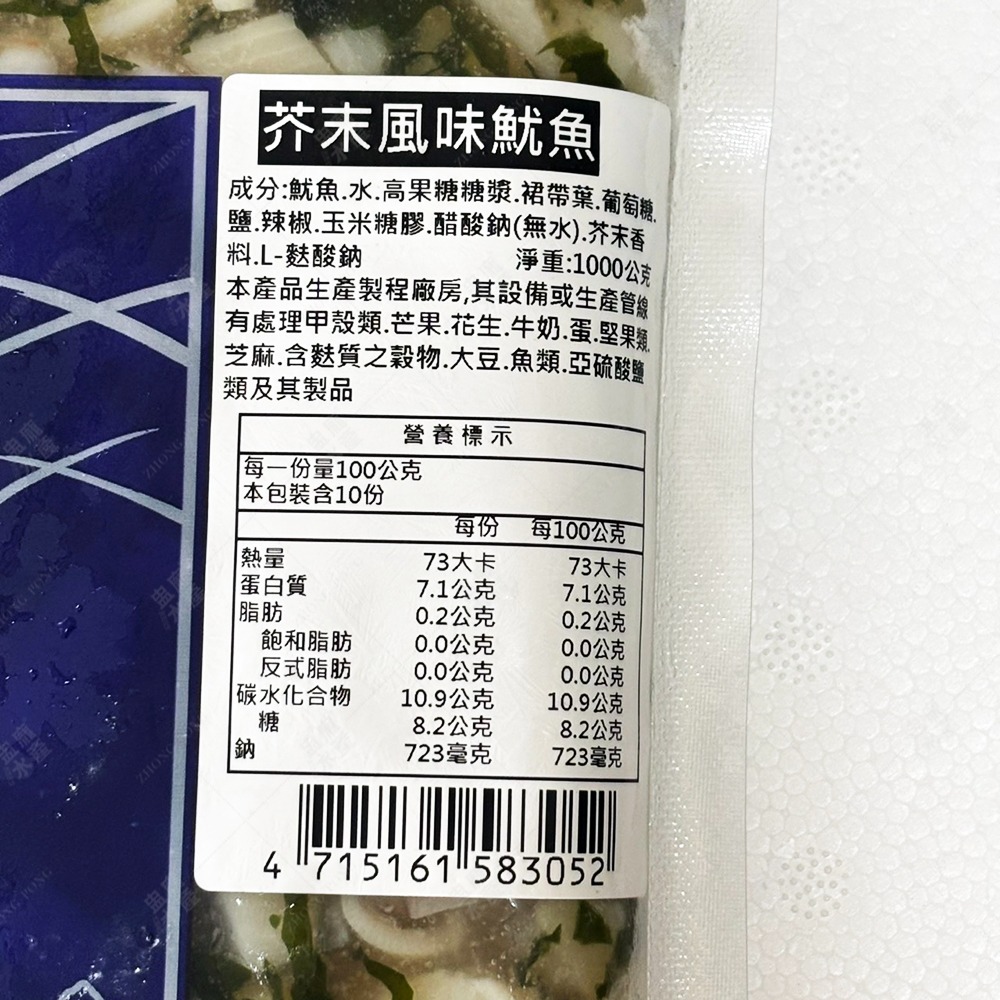 芥末風味魷魚
成分:魷魚.水.高果糖糖漿.裙帶葉.葡萄糖.
鹽.辣椒.玉米糖膠.醋酸鈉(無水).芥末香
料.L-麩酸鈉 淨重:1000公克
本產品生產製程廠房,其設備或生產管線
有處理甲殼類.芒果.花生.牛奶.蛋.堅果類.
芝麻.含麩質之穀物.大豆.魚類.亞硫酸鹽
類及其製品
營養標示
每一份量100公克
本包裝含10份
每份 每100公克
熱量 73大卡 73大卡
蛋白質 7.1公克 7.1公克
脂肪 0.2公克 0.2公克
飽和脂肪 0.0公克 0.0公克
反式脂肪 0.0公克 0.0公克
碳水化合物 10.9公克 10.9公克
糖 8.2公克 8.2公克
鈉 723毫克 723毫克
4 715161 583052